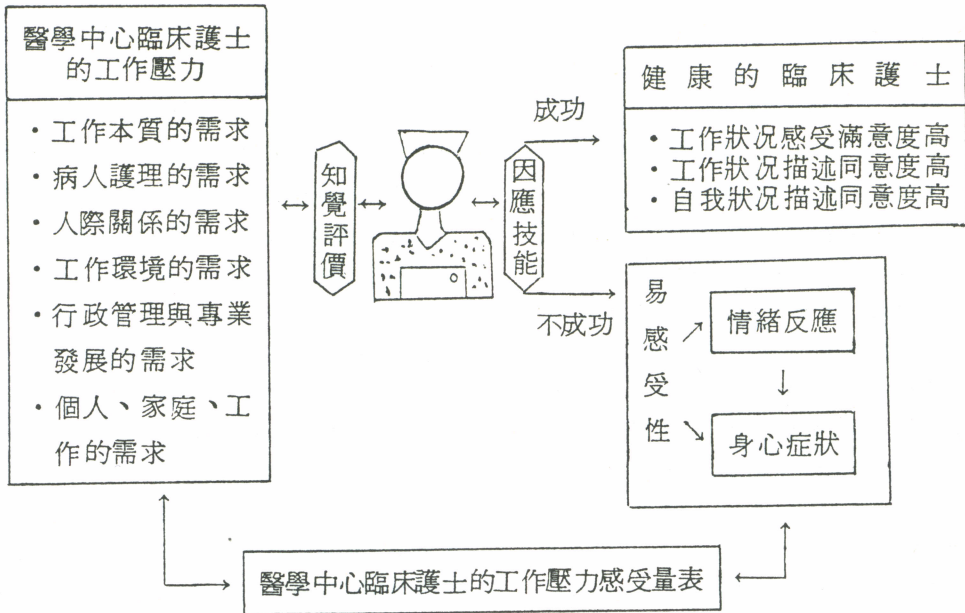 醫學中心臨床護士
的工作壓力
・工作本質的需求
・病人護理的需求
・人際關係的需求
・工作環境的需求
・行政管理與專業
發展的需求
・個人、家庭、工
作的需求
知覺評價
因應技能
成功
不成功
健康的臨床護士
・工作狀況感受滿意度高
・工作狀況描述同意度高
・自我狀況描述同意度高
易感受性
情緒反應
身心症狀
醫學中心臨床護士的工作壓力感受量表